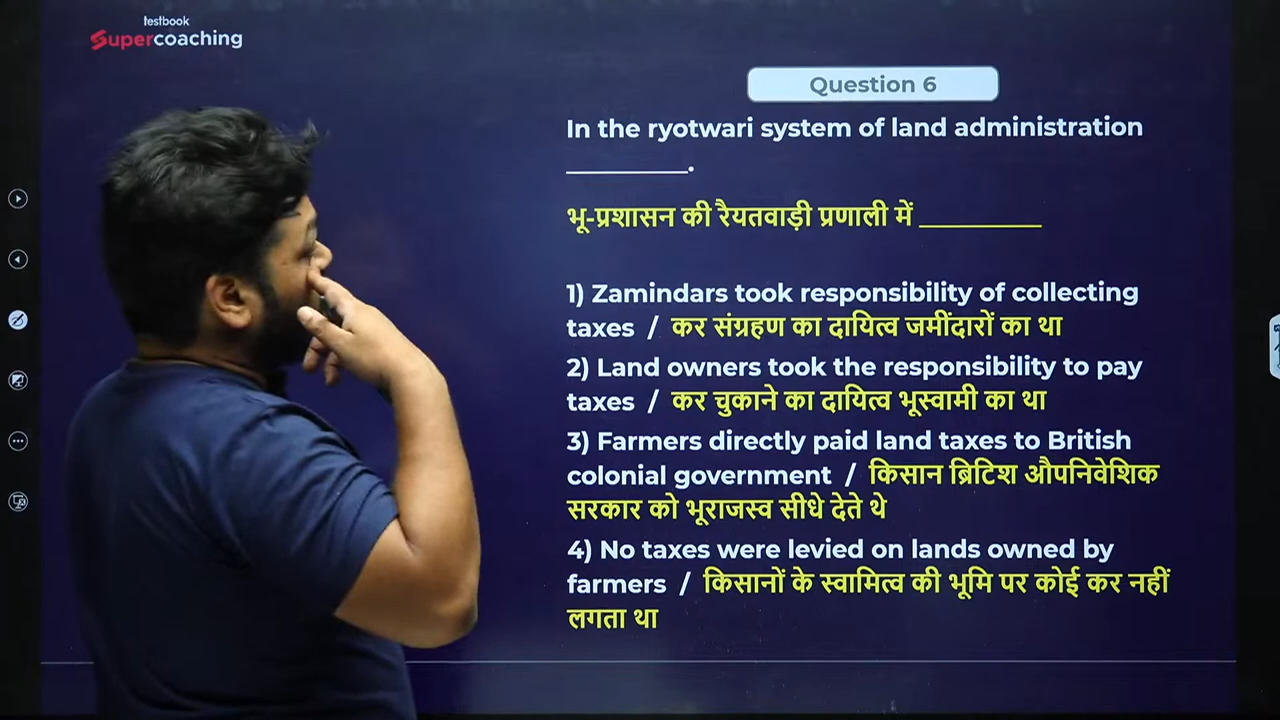 testbook
Supercoaching
Question 6
In the ryotwari system of land administration
__________.
भू-प्रशासन की रैयतवाड़ी प्रणाली में __________
1) Zamindars took responsibility of collecting
taxes / कर संग्रहण का दायित्व जमींदारों का था
2) Land owners took the responsibility to pay
taxes / कर चुकाने का दायित्व भूस्वामी का था
3) Farmers directly paid land taxes to British
colonial government / किसान ब्रिटिश औपनिवेशिक
सरकार को भूराजस्व सीधे देते थे
4) No taxes were levied on lands owned by
farmers / किसानों के स्वामित्व की भूमि पर कोई कर नहीं
लगता था